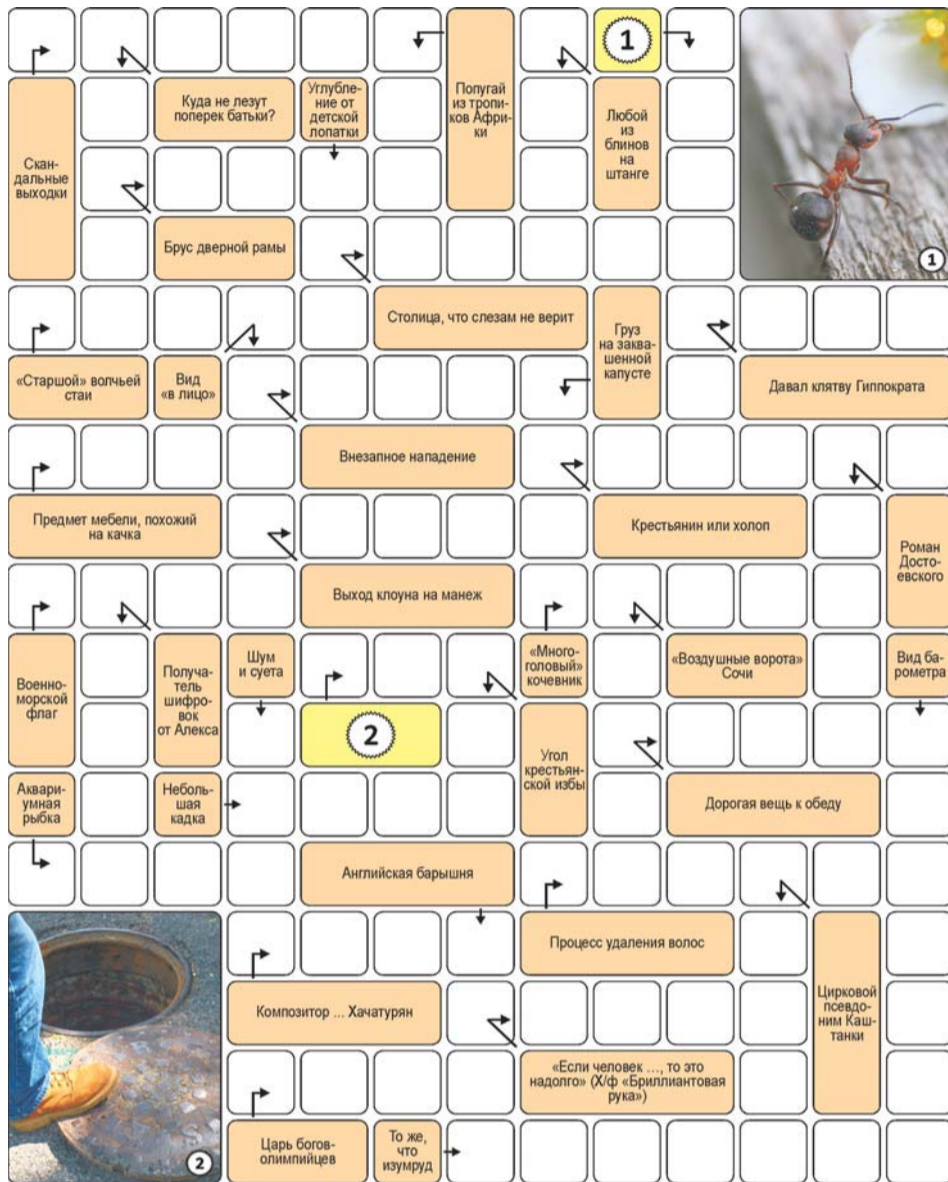 1
Куда не лезут
поперек батьки?
Углубле-
ние от
детской
лопатки
Попугай
из тропи-
ков Афри-
ки
Любой
из
блинов
на
штанге
Скан-
дальные
выходки
Брус дверной рамы
1
Столица, что слезам не верит
Груз
на заква-
шенной
капусте
«Старшой» волчьей
стаи
Вид
«в лицо»
Давал клятву Гиппократа
Внезапное нападение
Предмет мебели, похожий
на качка
Крестьянин или холоп
Роман
Досто-
евского
Выход клоуна на манеж
Военно-
морской
флаг
Получа-
тель
шифро-
вок
от Алекса
Шум
и суета
«Много-
головый»
кочевник
«Воздушные ворота»
Сочи
Вид ба-
рометра
2
Угол
крестьян-
ской избы
Аквари-
умная
рыбка
Неболь-
шая
кадка
Дорогая вещь к обеду
Английская барышня
Процесс удаления волос
Цирковой
псевдо-
ним Каш-
танки
Композитор ... Хачатурян
«Если человек ..., то это
надолго» (Х/ф «Бриллиантовая
рука»)
Царь богов-
олимпийцев
То же,
что
изумруд
2